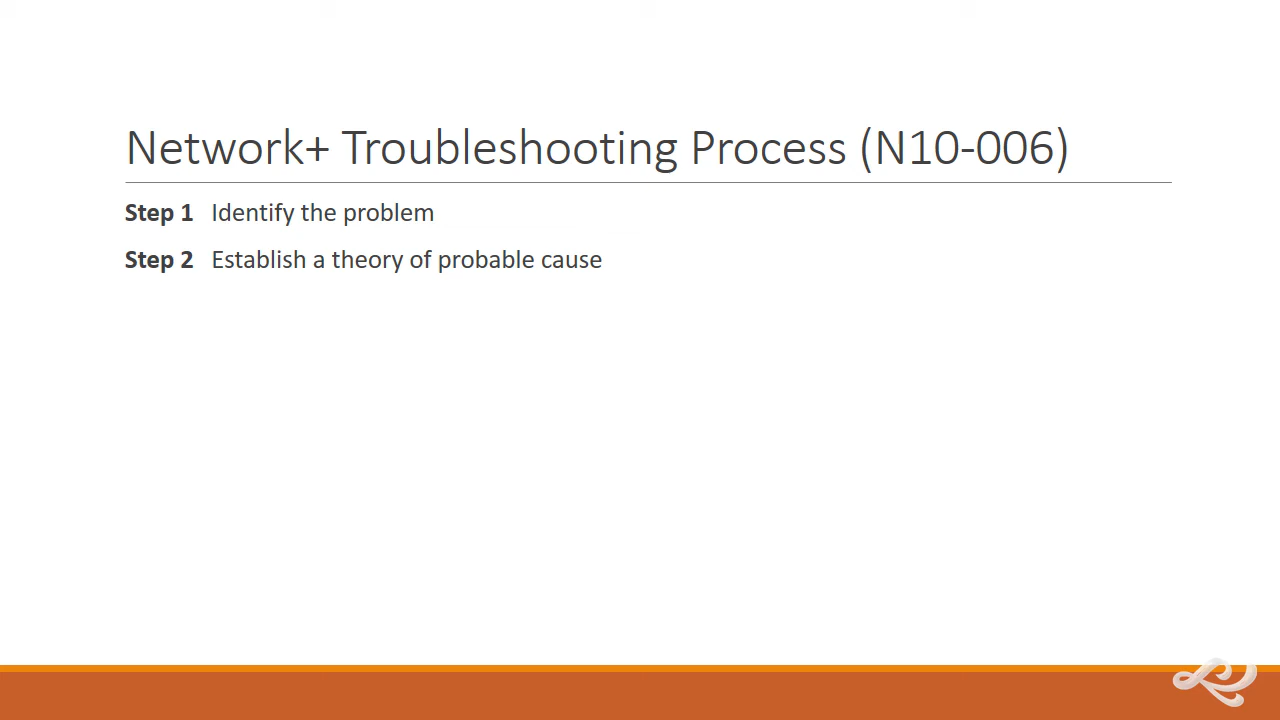 Network+ Troubleshooting Process (N10-006)
Step 1 Identify the problem
Step 2 Establish a theory of probable cause